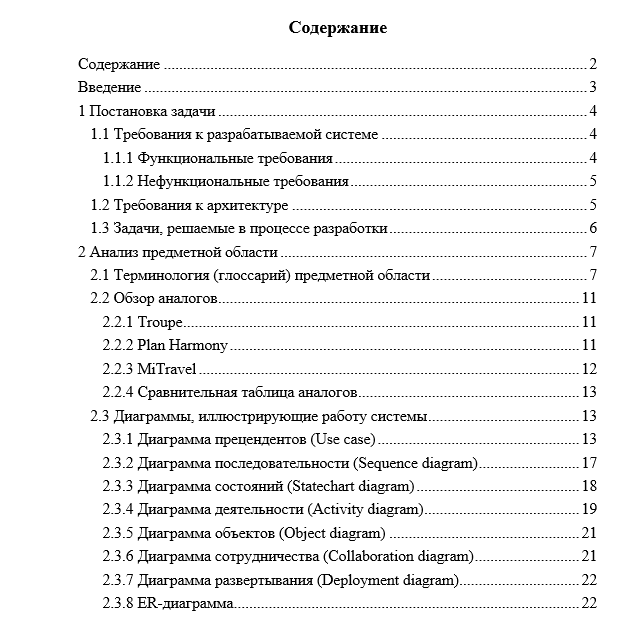 Содержание
Содержание ... 2
Введение ... 3
1 Постановка задачи ... 4
1.1 Требования к разрабатываемой системе ... 4
1.1.1 Функциональные требования ... 4
1.1.2 Нефункциональные требования ... 5
1.2 Требования к архитектуре ... 5
1.3 Задачи, решаемые в процессе разработки ... 6
2 Анализ предметной области ... 7
2.1 Терминология (глоссарий) предметной области ... 7
2.2 Обзор аналогов ... 11
2.2.1 Troupe ... 11
2.2.2 Plan Harmony ... 11
2.2.3 MiTravel ... 12
2.2.4 Сравнительная таблица аналогов ... 13
2.3 Диаграммы, иллюстрирующие работу системы ... 13
2.3.1 Диаграмма прецендентов (Use case) ... 13
2.3.2 Диаграмма последовательности (Sequence diagram) ... 17
2.3.3 Диаграмма состояний (Statechart diagram) ... 18
2.3.4 Диаграмма деятельности (Activity diagram) ... 19
2.3.5 Диаграмма объектов (Object diagram) ... 21
2.3.6 Диаграмма сотрудничества (Collaboration diagram) ... 21
2.3.7 Диаграмма развертывания (Deployment diagram) ... 22
2.3.8 ER-диаграмма ... 22